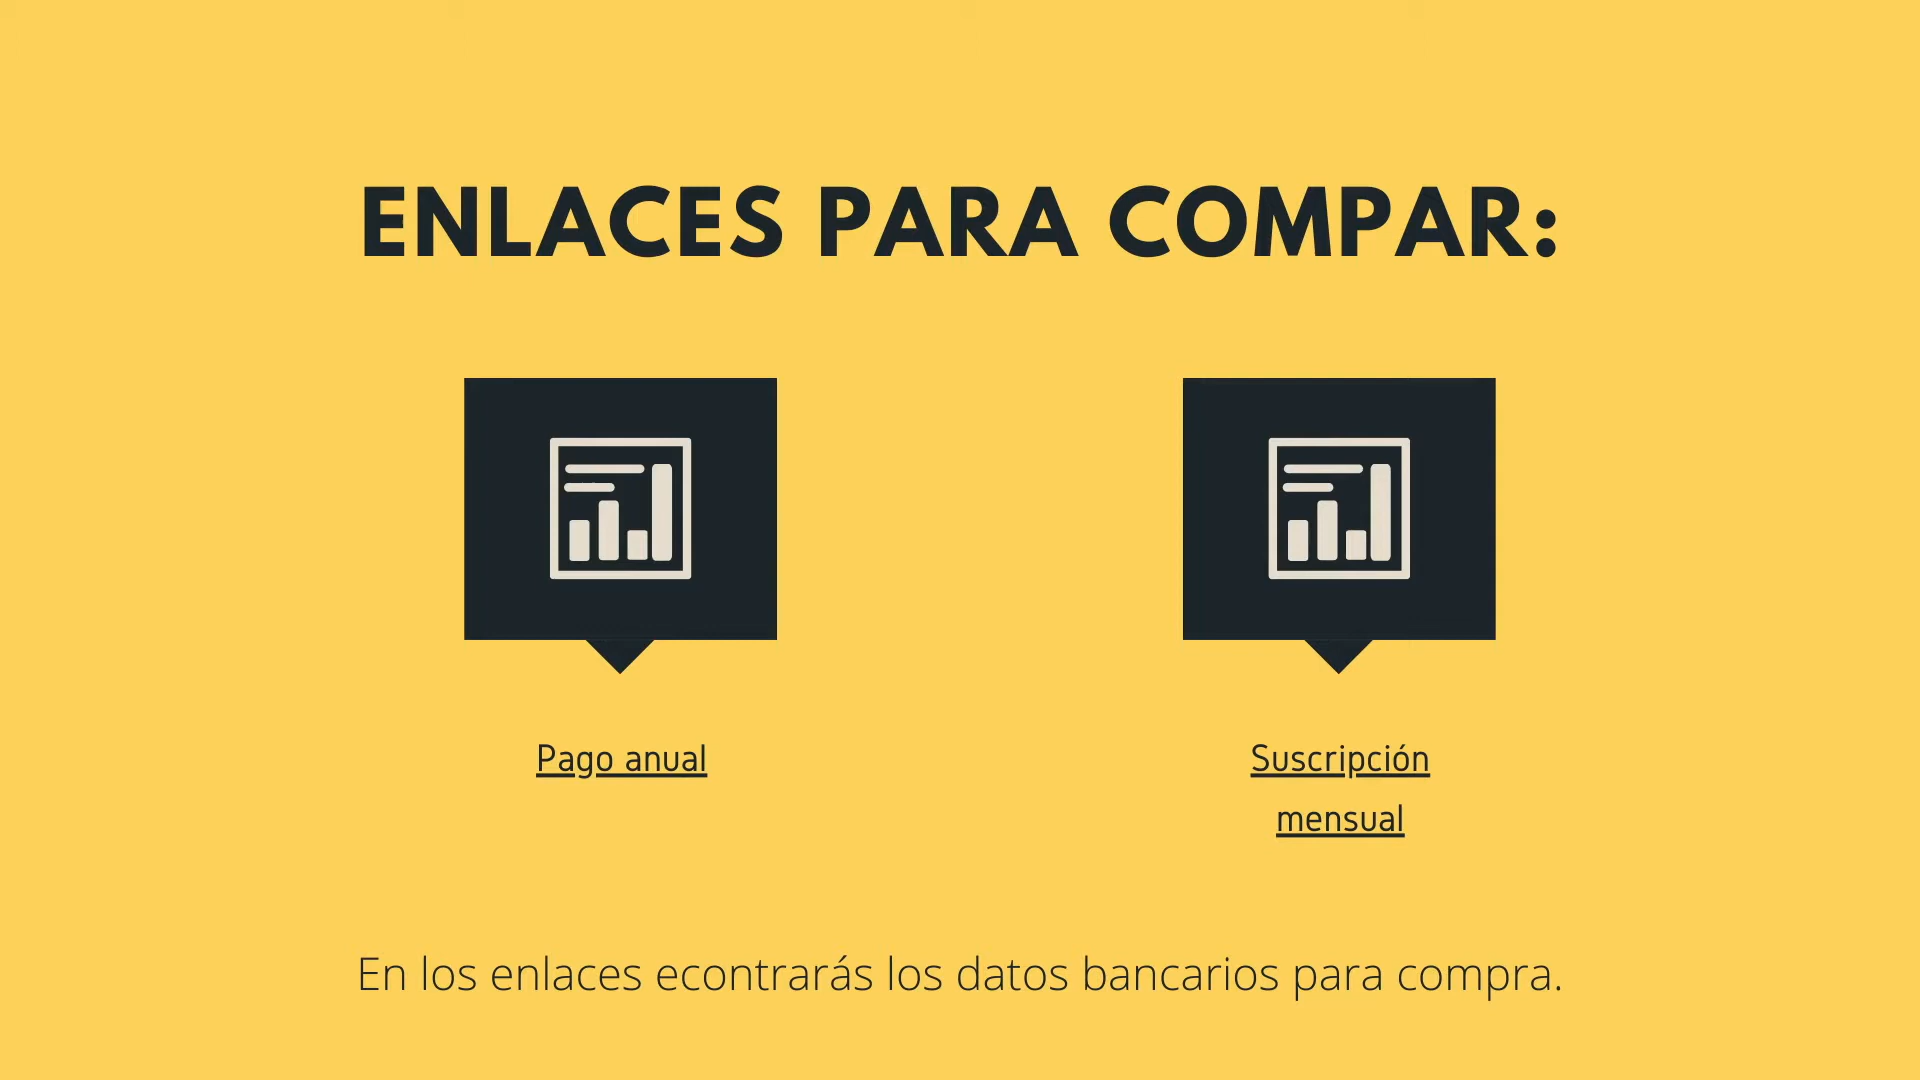 ENLACES PARA COMPAR:
Pago anual
Suscripción
mensual
En los enlaces econtrarás los datos bancarios para compra.